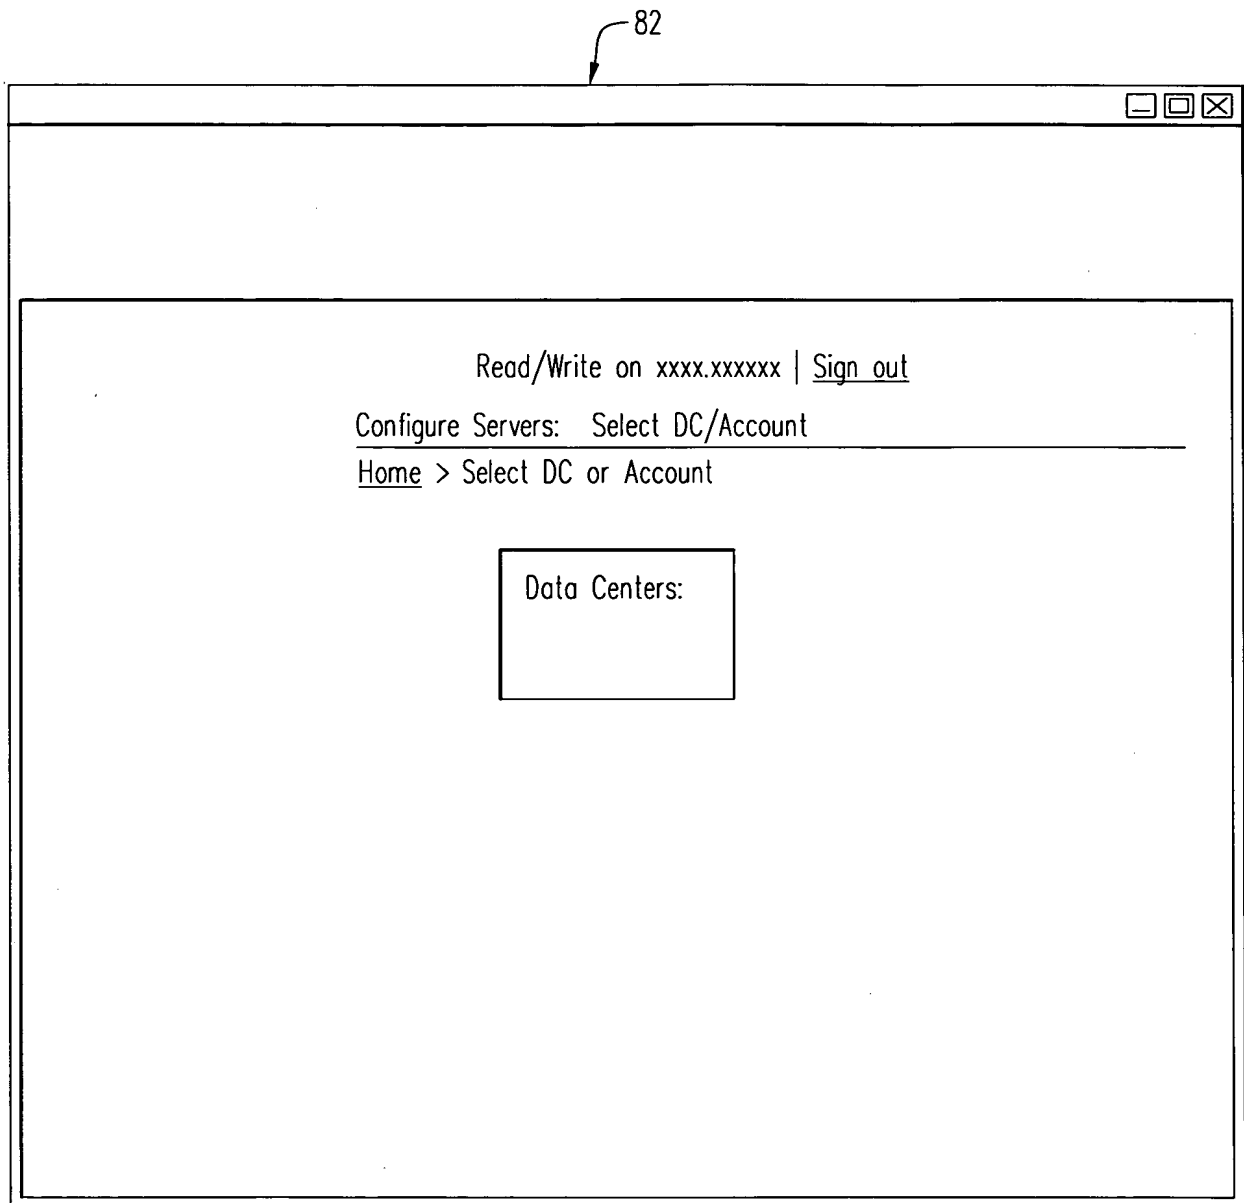 82
Read/Write on xxxx.xxxxxx | Sign out
Configure Servers: Select DC/Account
Home > Select DC or Account
Data Centers: